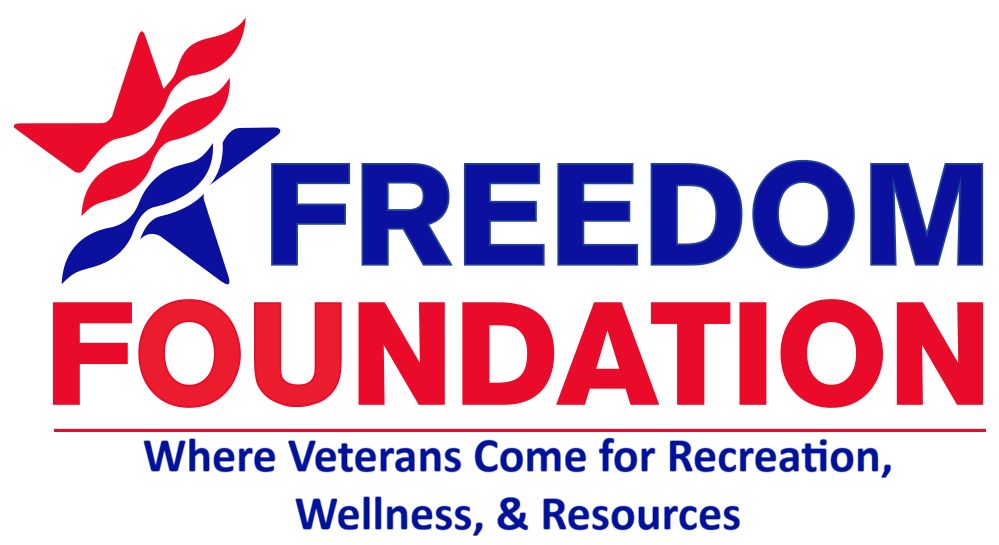 FREEDOM
FOUNDATION
Where Veterans Come for Recreation,
Wellness, & Resources